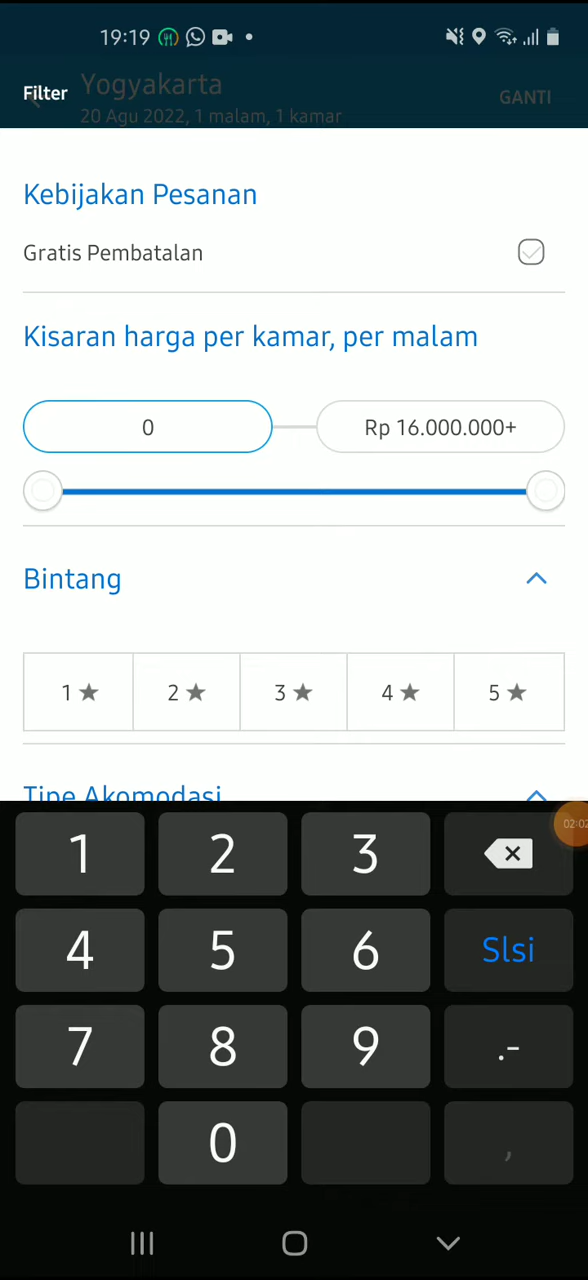 19:19
Filter
Yogyakarta
20 Agu 2022, 1 malam, 1 kamar
GANTI
Kebijakan Pesanan
Gratis Pembatalan
Kisaran harga per kamar, per malam
0
Rp 16.000.000+
Bintang
1 ★ 2 ★ 3 ★ 4 ★ 5 ★
Tipe Akomodasi
02:02
1 2 3
4 5 6 Slsi
7 8 9 .-
0 ,